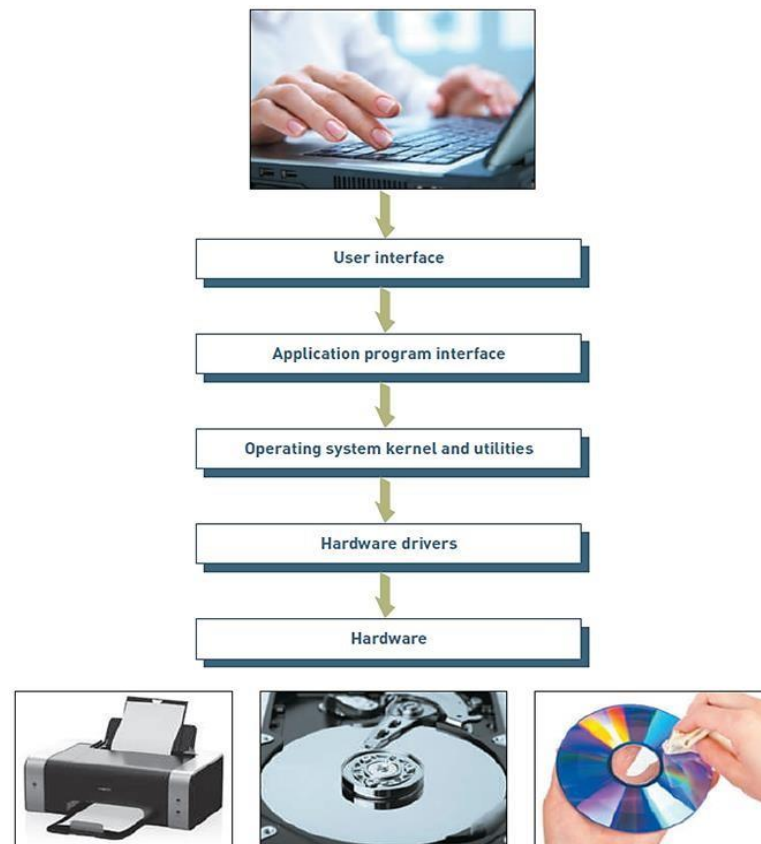 User interface
Application program interface
Operating system kernel and utilities
Hardware drivers
Hardware